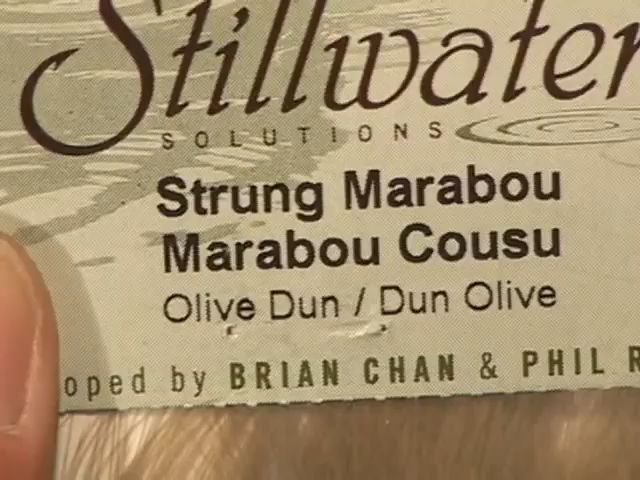 Stillwater
SOLUTIONS
Strung Marabou
Marabou Cousu
Olive Dun / Dun Olive
oped by BRIAN CHAN & PHIL R